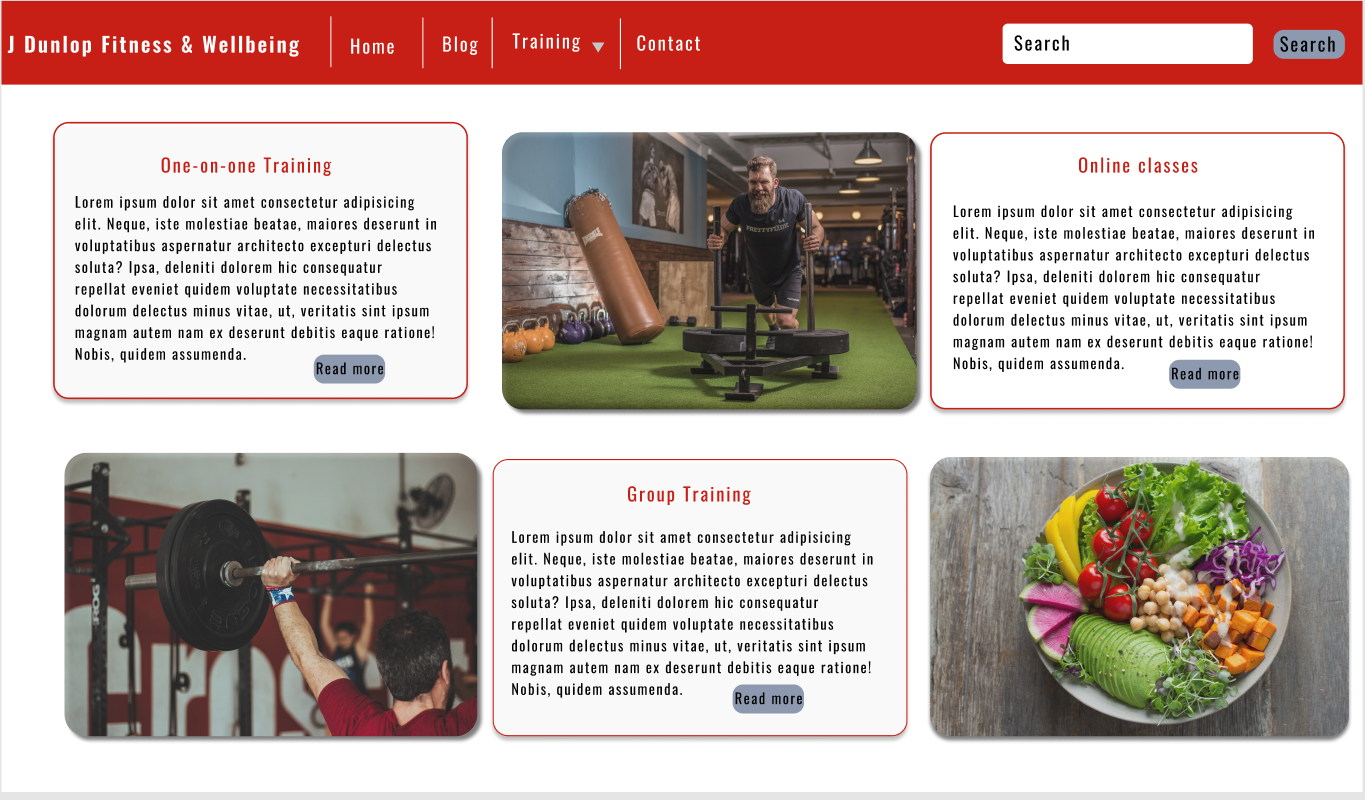 J Dunlop Fitness & Wellbeing
Home
Blog
Training
Contact
Search
Search
One-on-one Training
Lorem ipsum dolor sit amet consectetur adipisicing
elit. Neque, iste molestiae beatae, maiores deserunt in
voluptatibus aspernatur architecto excepturi delectus
soluta? Ipsa, deleniti dolorem hic consequatur
repellat eveniet quidem voluptate necessitatibus
dolorum delectus minus vitae, ut, veritatis sint ipsum
magnam autem nam ex deserunt debitis eaque ratione!
Nobis, quidem assumenda.
Read more
Online classes
Lorem ipsum dolor sit amet consectetur adipisicing
elit. Neque, iste molestiae beatae, maiores deserunt in
voluptatibus aspernatur architecto excepturi delectus
soluta? Ipsa, deleniti dolorem hic consequatur
repellat eveniet quidem voluptate necessitatibus
dolorum delectus minus vitae, ut, veritatis sint ipsum
magnam autem nam ex deserunt debitis eaque ratione!
Nobis, quidem assumenda.
Read more
Group Training
Lorem ipsum dolor sit amet consectetur adipisicing
elit. Neque, iste molestiae beatae, maiores deserunt in
voluptatibus aspernatur architecto excepturi delectus
soluta? Ipsa, deleniti dolorem hic consequatur
repellat eveniet quidem voluptate necessitatibus
dolorum delectus minus vitae, ut, veritatis sint ipsum
magnam autem nam ex deserunt debitis eaque ratione!
Nobis, quidem assumenda.
Read more